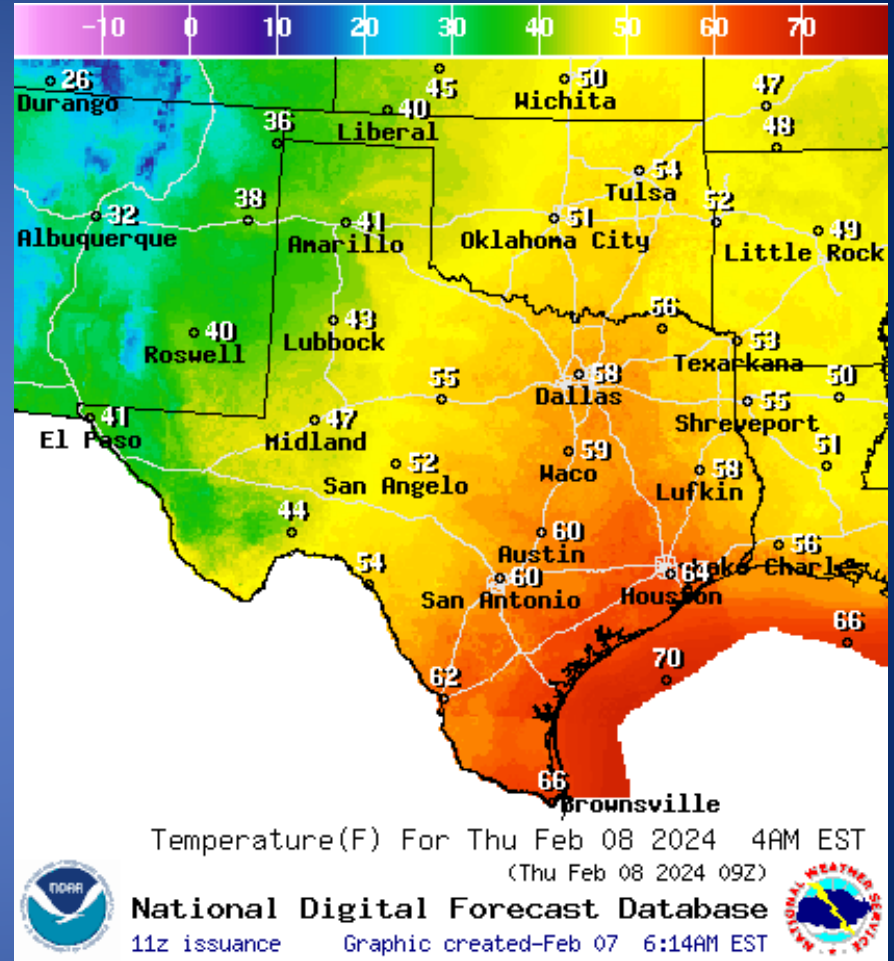 -10 0 10 20 30 40 50 60 70
26 45 50 47
Durango Wichita
40
Liberal
36 48
54
Tulsa
38 52
32 41 51 49
Albuquerque Amarillo Oklahoma City Little Rock
40 43 56
Roswell Lubbock 53
Texarkana
55 58 50
Dallas 55
41 47 Shreveport
El Paso Midland 59 51
52 Waco 58
San Angelo Lufkin
44 60 56
Austin Lake Charles
54 60 64
San Antonio Houston
66
62 70
66
Brownsville
Temperature(F) For Thu Feb 08 2024 4AM EST
(Thu Feb 08 2024 09Z)
NOAA
National Digital Forecast Database
11z issuance Graphic created-Feb 07 6:14AM EST
NATIONAL WEATHER SERVICE